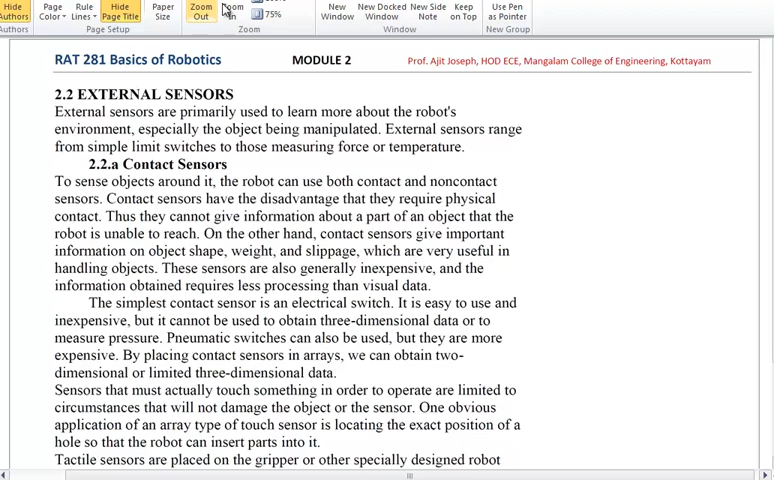 Hide Page Rule Hide Paper Zoom Zoom 75% New New Docked New Side Keep Use Pen
Authors Color Lines Page Title Size Out In Window Window Note on Top as Pointer
Authors Page Setup Zoom Window New Group
RAT 281 Basics of Robotics MODULE 2 Prof. Ajit Joseph, HOD ECE, Mangalam College of Engineering, Kottayam
2.2 EXTERNAL SENSORS
External sensors are primarily used to learn more about the robot's
environment, especially the object being manipulated. External sensors range
from simple limit switches to those measuring force or temperature.
2.2.a Contact Sensors
To sense objects around it, the robot can use both contact and noncontact
sensors. Contact sensors have the disadvantage that they require physical
contact. Thus they cannot give information about a part of an object that the
robot is unable to reach. On the other hand, contact sensors give important
information on object shape, weight, and slippage, which are very useful in
handling objects. These sensors are also generally inexpensive, and the
information obtained requires less processing than visual data.
The simplest contact sensor is an electrical switch. It is easy to use and
inexpensive, but it cannot be used to obtain three-dimensional data or to
measure pressure. Pneumatic switches can also be used, but they are more
expensive. By placing contact sensors in arrays, we can obtain two-
dimensional or limited three-dimensional data.
Sensors that must actually touch something in order to operate are limited to
circumstances that will not damage the object or the sensor. One obvious
application of an array type of touch sensor is locating the exact position of a
hole so that the robot can insert parts into it.
Tactile sensors are placed on the gripper or other specially designed robot